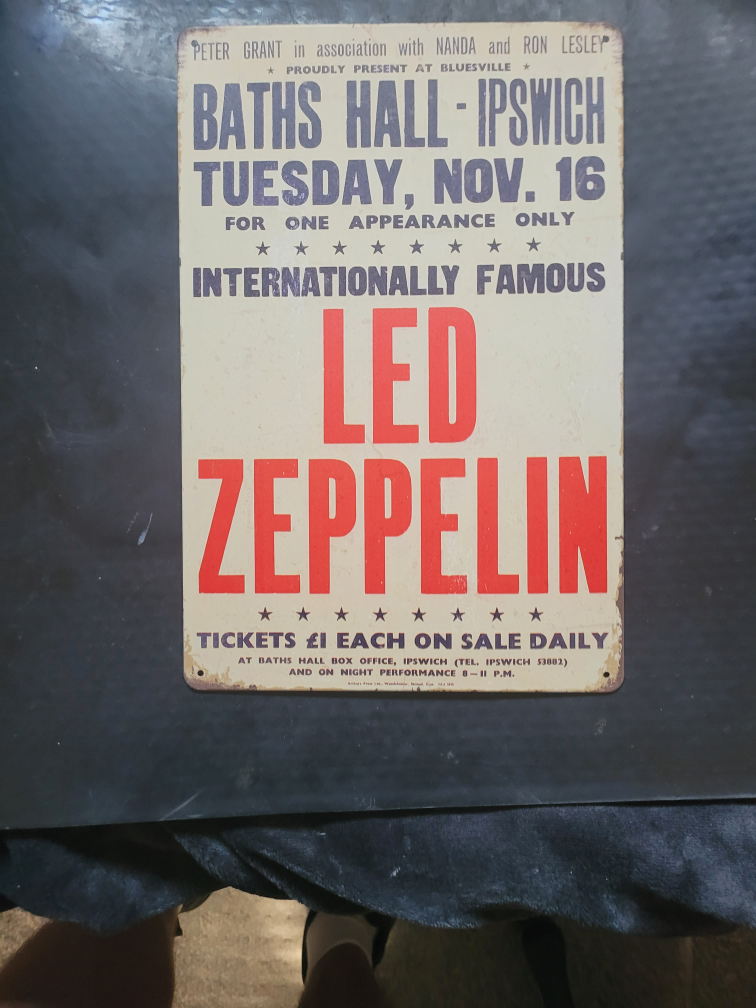 PETER GRANT in association with NANDA and RON LESLEY
★ PROUDLY PRESENT AT BLUESVILLE ★
BATHS HALL - IPSWICH
TUESDAY, NOV. 16
FOR ONE APPEARANCE ONLY
★ ★ ★ ★ ★ ★ ★ ★
INTERNATIONALLY FAMOUS
LED
ZEPPELIN
★ ★ ★ ★ ★ ★ ★ ★
TICKETS £1 EACH ON SALE DAILY
AT BATHS HALL BOX OFFICE, IPSWICH (TEL. IPSWICH 53882)
AND ON NIGHT PERFORMANCE 8—11 P.M.